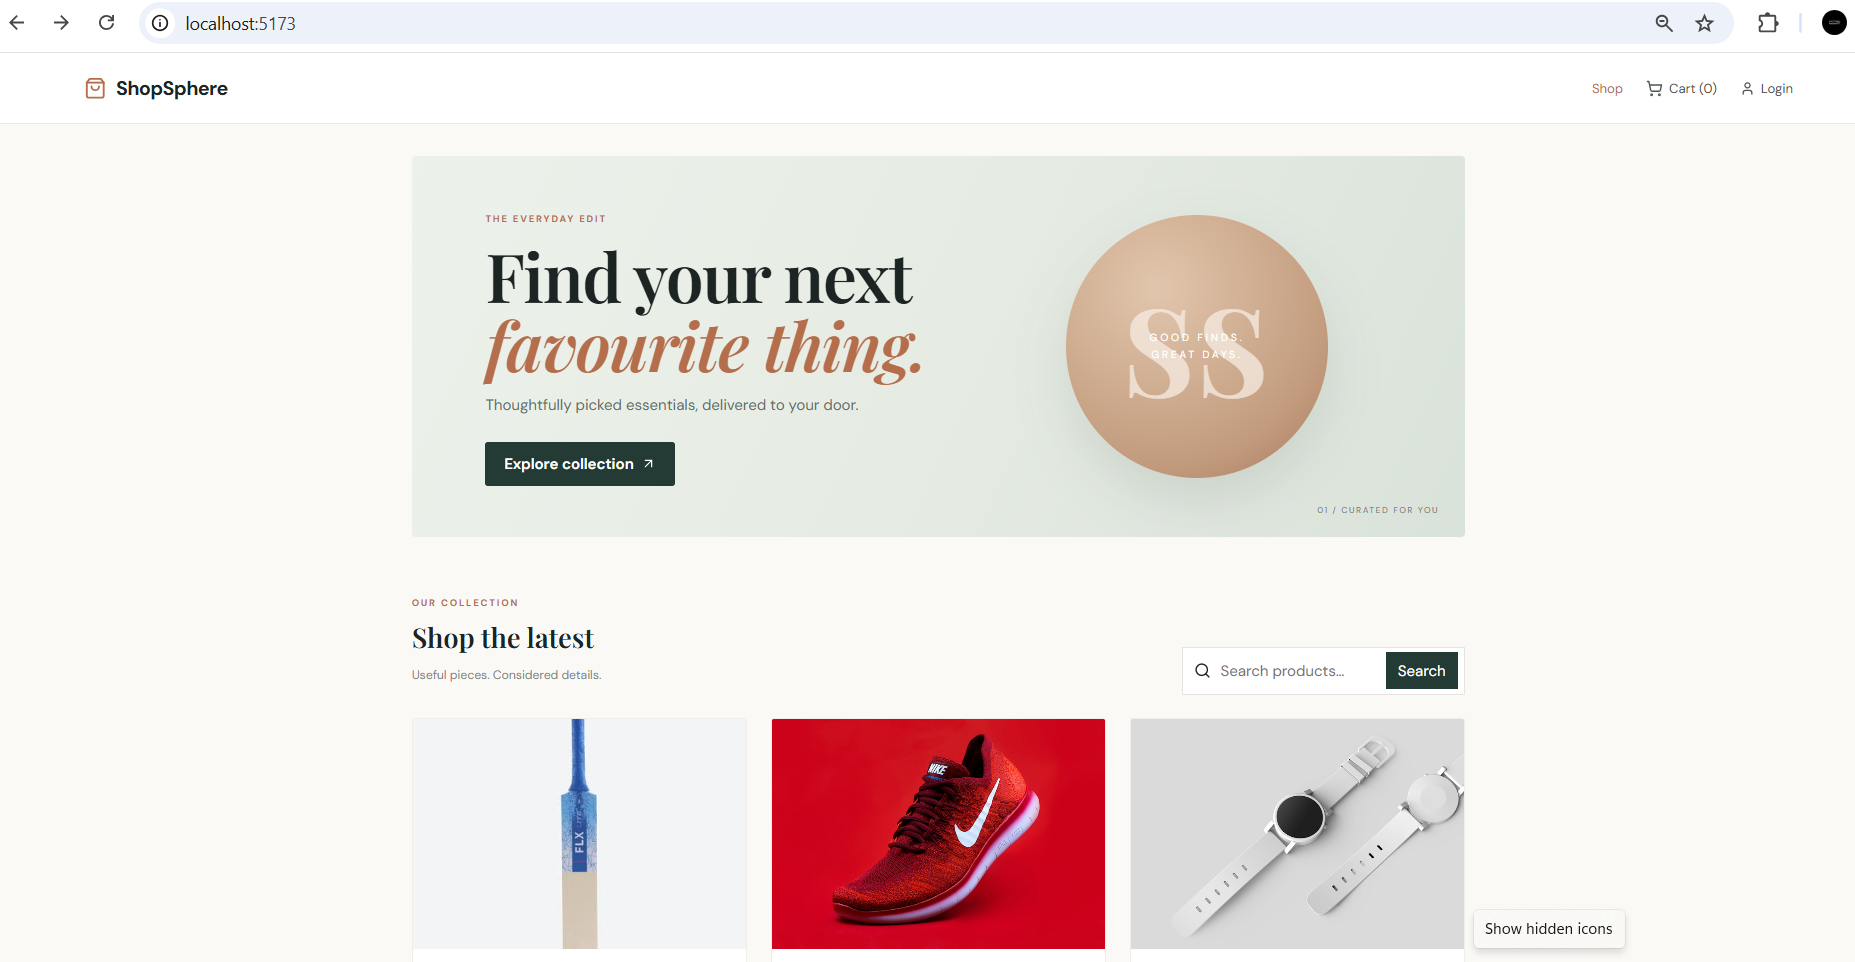 localhost:5173
ShopSphere
Shop
Cart (0)
Login
THE EVERYDAY EDIT
Find your next
favourite thing.
Thoughtfully picked essentials, delivered to your door.
Explore collection
SS
GOOD FINDS.
GREAT DAYS.
01 / CURATED FOR YOU
OUR COLLECTION
Shop the latest
Useful pieces. Considered details.
Search products...
Search
FLX
NIKE
Show hidden icons